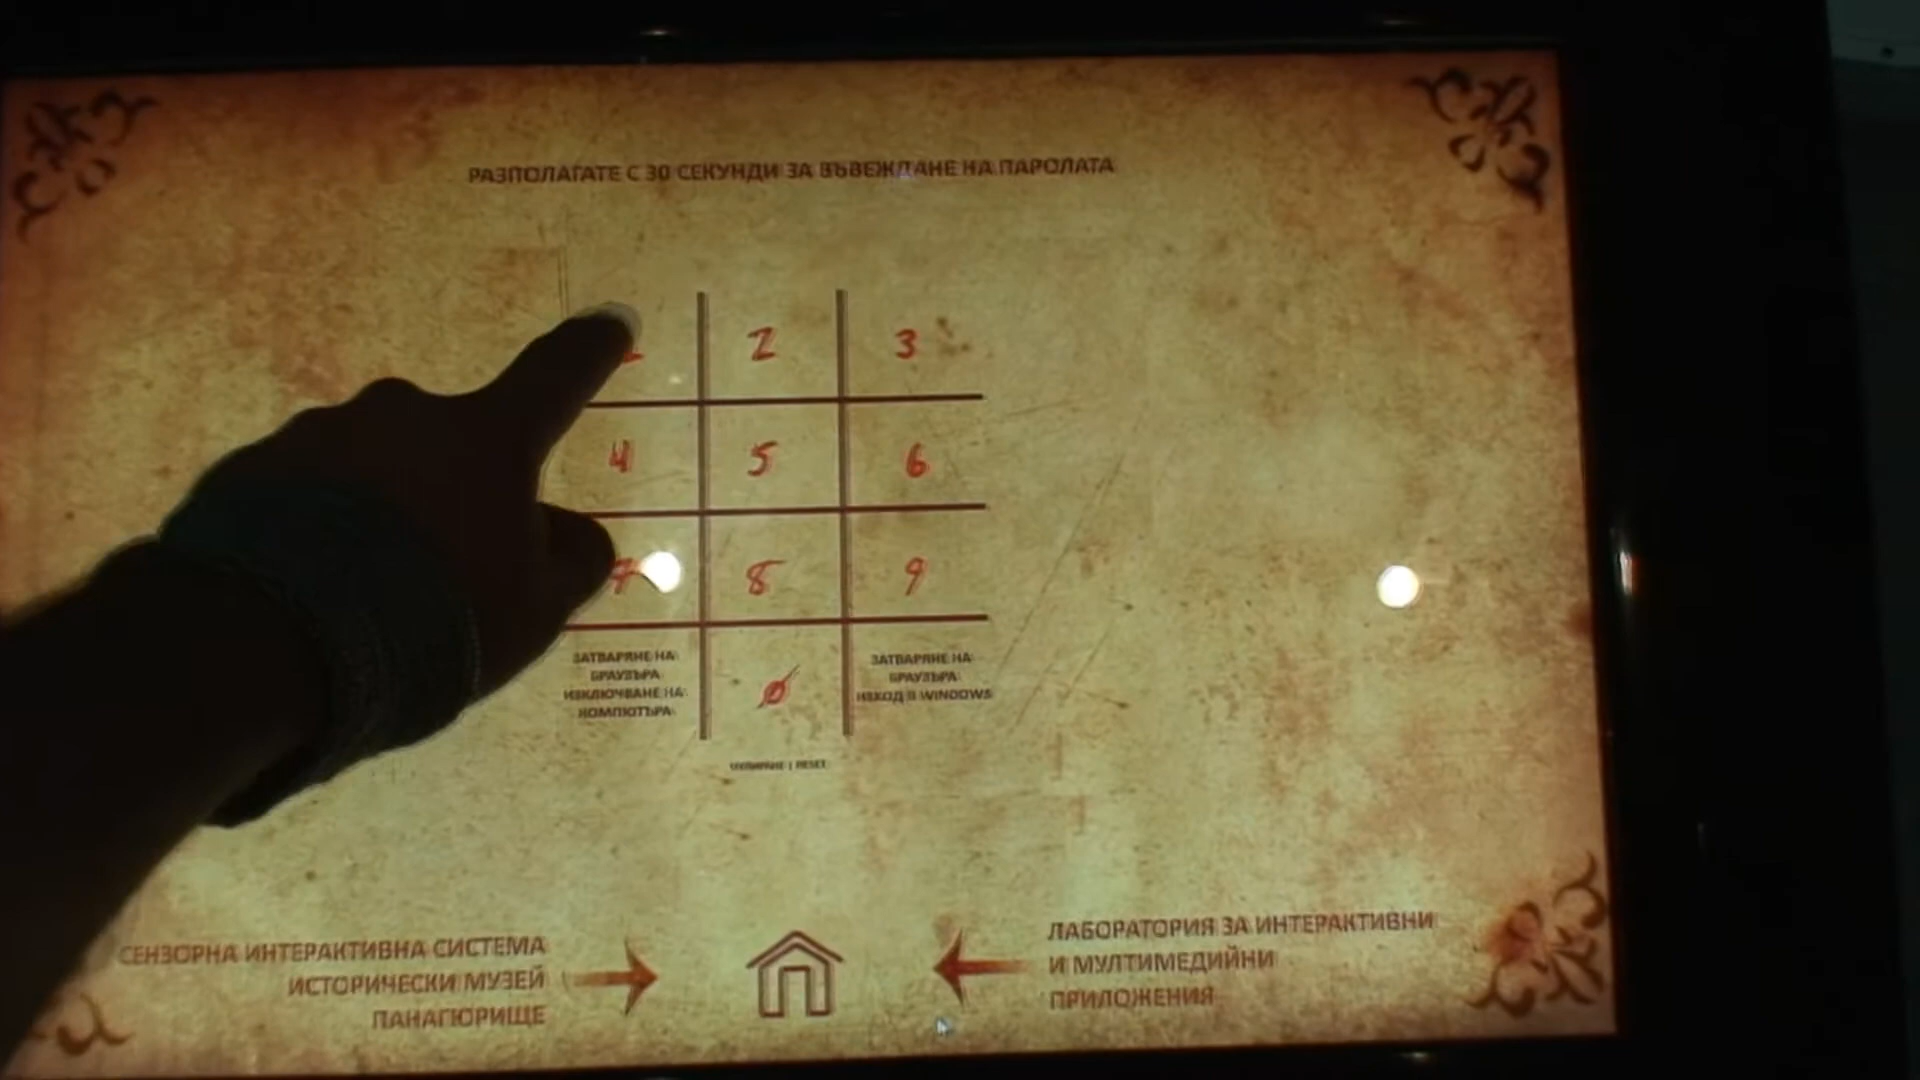 РАЗПОЛАГАТЕ С 30 СЕКУНДИ ЗА ВЪВЕЖДАНЕ НА ПАРОЛАТА
2 3
4 5 6
7 8 9
ЗАТВАРЯНЕ НА
БРАУЗЪРА
ИЗКЛЮЧВАНЕ НА
КОМПЮТЪРА
0
ЗАТВАРЯНЕ НА
БРАУЗЪРА
ИЗХОД В WINDOWS
НУЛИРАНЕ | RESET
СЕНЗОРНА ИНТЕРАКТИВНА СИСТЕМА
ИСТОРИЧЕСКИ МУЗЕЙ
ПАНАГЮРИЩЕ
ЛАБОРАТОРИЯ ЗА ИНТЕРАКТИВНИ
И МУЛТИМЕДИЙНИ
ПРИЛОЖЕНИЯ